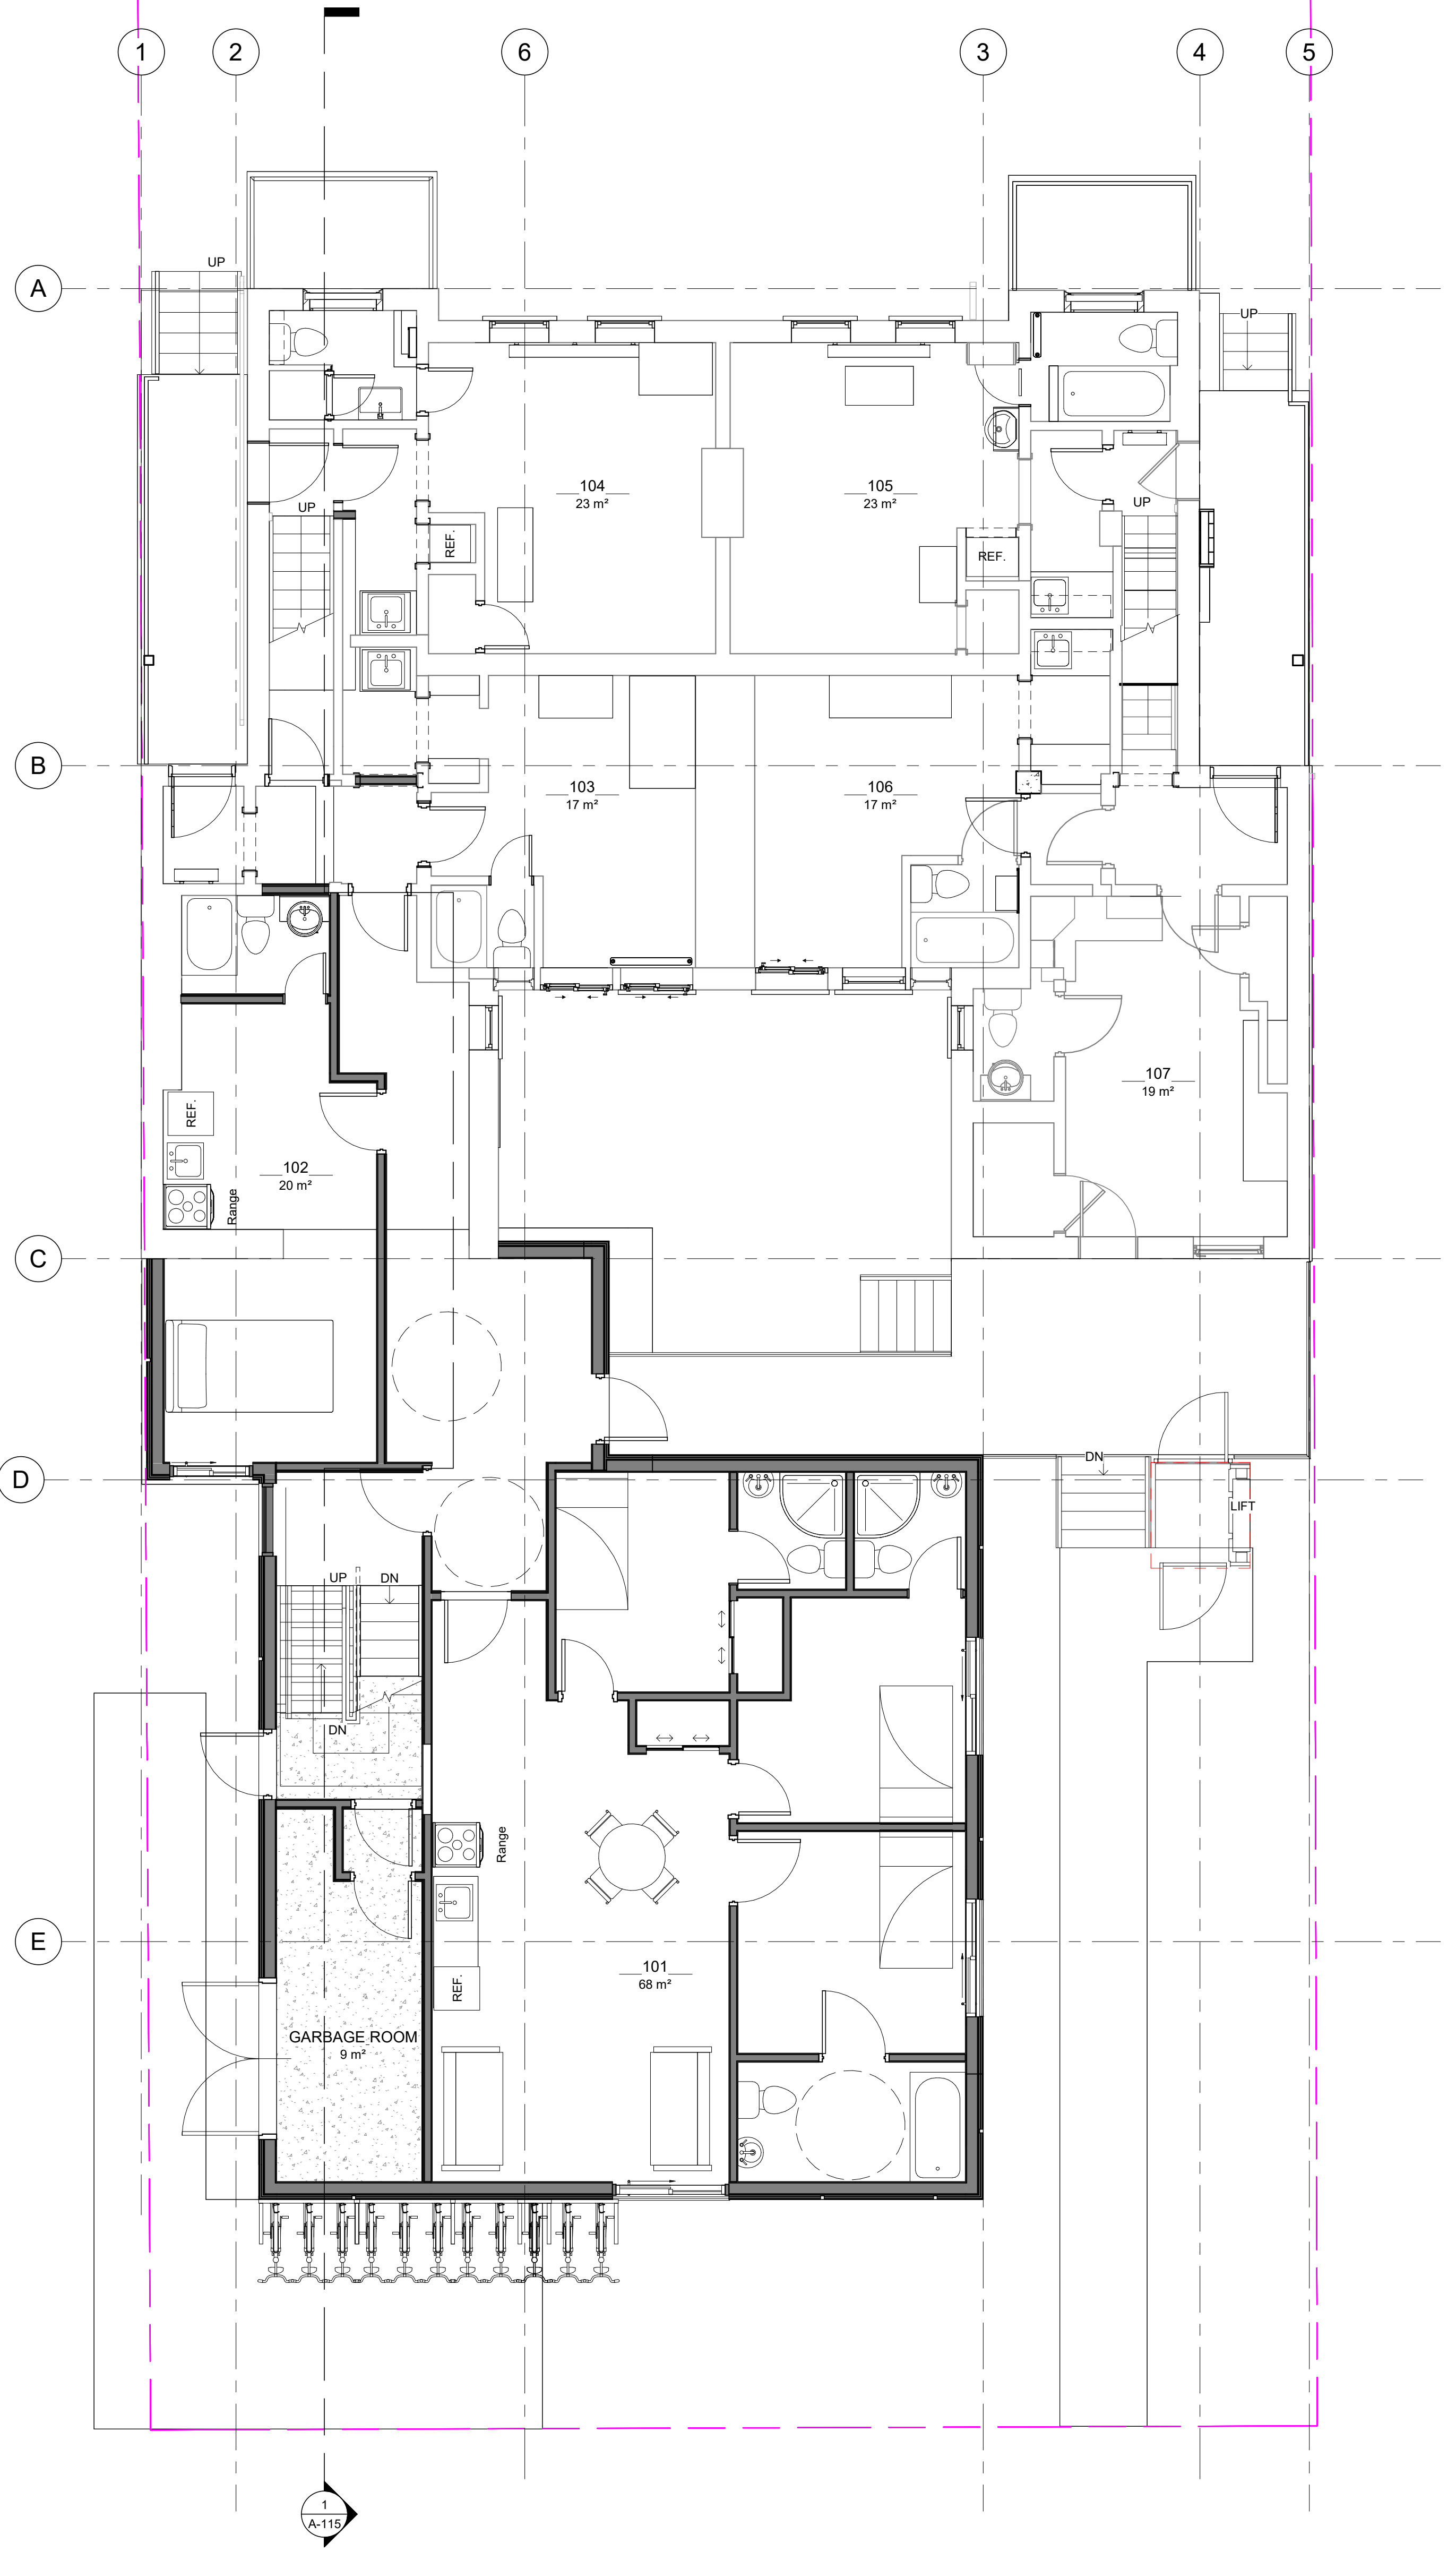 1
2
6
3
4
5
A
UP
UP
104
23 m²
105
23 m²
UP
UP
REF.
REF.
B
103
17 m²
106
17 m²
107
19 m²
REF.
102
20 m²
Range
C
D
DN
LIFT
UP
DN
DN
Range
E
101
68 m²
REF.
GARBAGE ROOM
9 m²
1
A-115